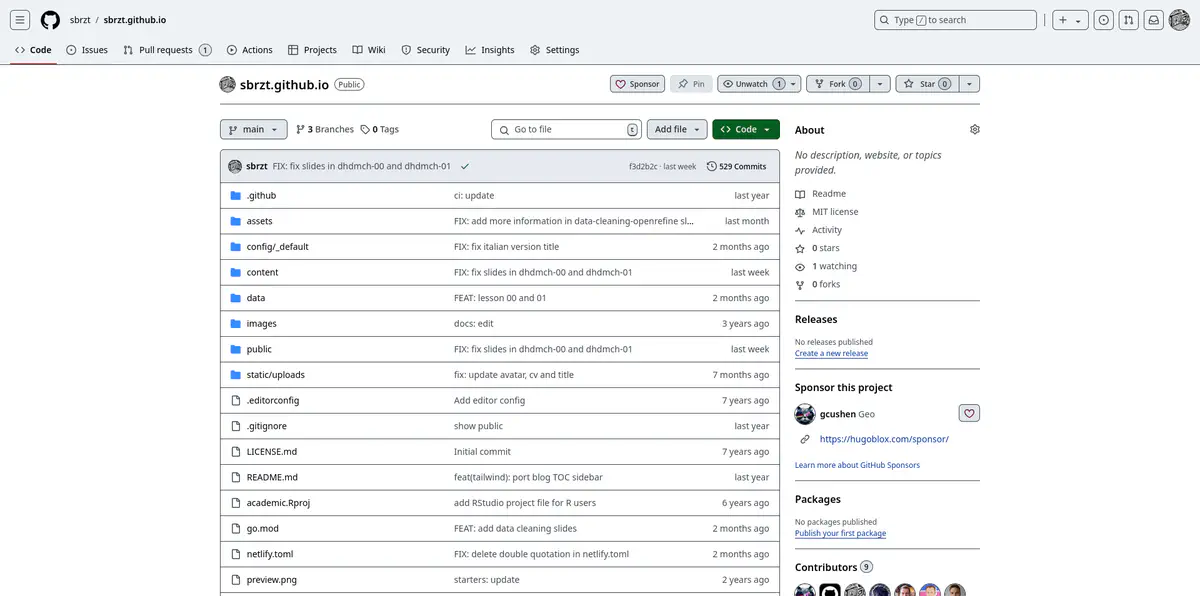 sbrzt / sbrzt.github.io
Type / to search
Code Issues Pull requests 1 Actions Projects Wiki Security Insights Settings
sbrzt.github.io Public
Sponsor Pin Unwatch 1 Fork 0 Star 0
main 3 Branches 0 Tags Go to file t Add file Code
sbrzt FIX: fix slides in dhdmch-00 and dhdmch-01 f3d2b2c · last week 529 Commits
.github ci: update last year
assets FIX: add more information in data-cleaning-openrefine sl... last month
config/_default FIX: fix italian version title 2 months ago
content FIX: fix slides in dhdmch-00 and dhdmch-01 last week
data FEAT: lesson 00 and 01 2 months ago
images docs: edit 3 years ago
public FIX: fix slides in dhdmch-00 and dhdmch-01 last week
static/uploads fix: update avatar, cv and title 7 months ago
.editorconfig Add editor config 7 years ago
.gitignore show public last year
LICENSE.md Initial commit 7 years ago
README.md feat(tailwind): port blog TOC sidebar last year
academic.Rproj add RStudio project file for R users 6 years ago
go.mod FEAT: add data cleaning slides 2 months ago
netlify.toml FIX: delete double quotation in netlify.toml 2 months ago
preview.png starters: update 2 years ago
About
No description, website, or topics
provided.
Readme
MIT license
Activity
0 stars
1 watching
0 forks
Releases
No releases published
Create a new release
Sponsor this project
gcushen Geo
https://hugoblox.com/sponsor/
Learn more about GitHub Sponsors
Packages
No packages published
Publish your first package
Contributors 9